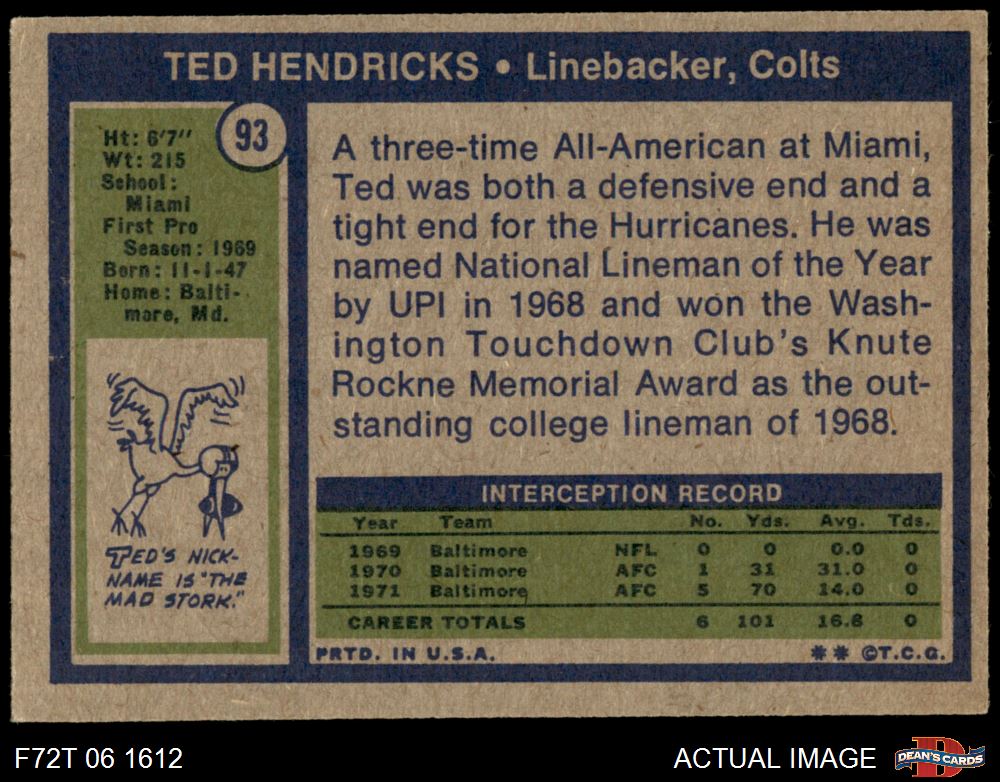 TED HENDRICKS • Linebacker, Colts
93
Ht: 6'7''
Wt: 215
School:
Miami
First Pro
Season: 1969
Born: 11-1-47
Home: Balti-
more, Md.
TED'S NICK-
NAME IS "THE
MAD STORK."
A three-time All-American at Miami,
Ted was both a defensive end and a
tight end for the Hurricanes. He was
named National Lineman of the Year
by UPI in 1968 and won the Wash-
ington Touchdown Club's Knute
Rockne Memorial Award as the out-
standing college lineman of 1968.
INTERCEPTION RECORD
Year Team No. Yds. Avg. Tds.
1969 Baltimore NFL 0 0 0.0 0
1970 Baltimore AFC 1 31 31.0 0
1971 Baltimore AFC 5 70 14.0 0
CAREER TOTALS 6 101 16.8 0
PRTD. IN U.S.A. ** ©T.C.G.
F72T 06 1612 ACTUAL IMAGE D DEAN'S CARDS